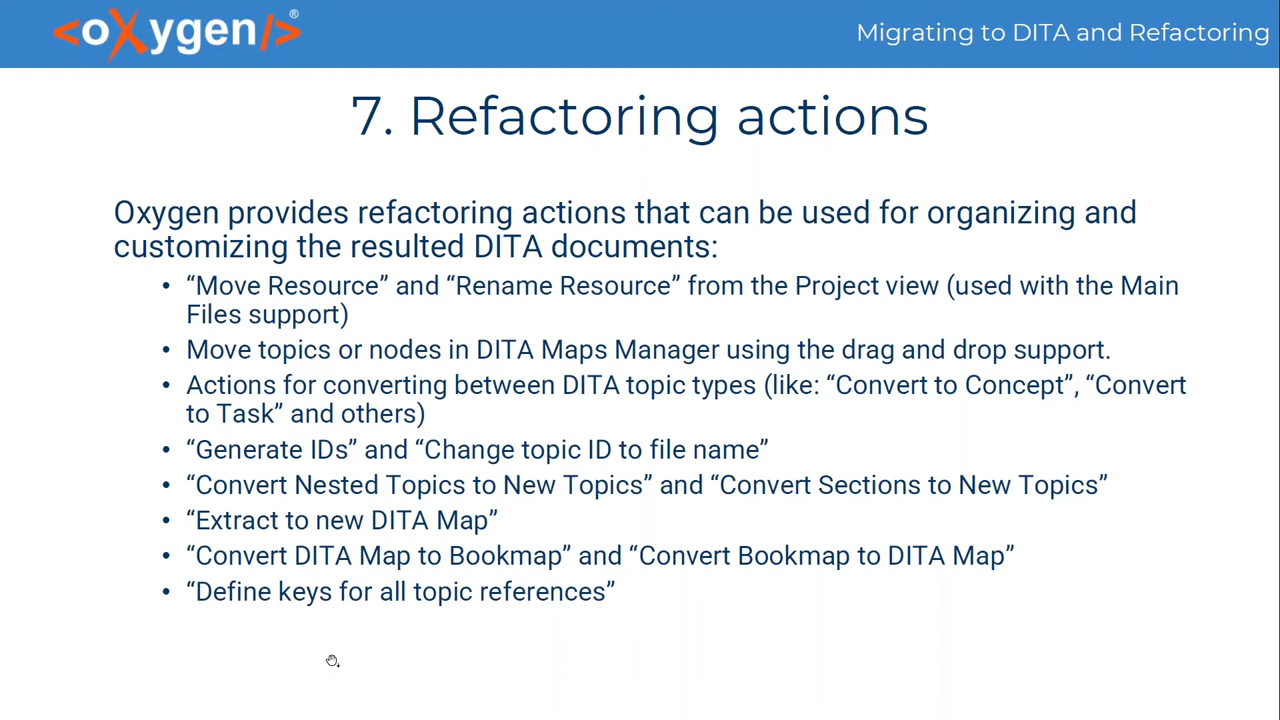 <oXygen/>®
Migrating to DITA and Refactoring
7. Refactoring actions
Oxygen provides refactoring actions that can be used for organizing and
customizing the resulted DITA documents:
• “Move Resource” and “Rename Resource” from the Project view (used with the Main
Files support)
• Move topics or nodes in DITA Maps Manager using the drag and drop support.
• Actions for converting between DITA topic types (like: “Convert to Concept”, “Convert
to Task” and others)
• “Generate IDs” and “Change topic ID to file name”
• “Convert Nested Topics to New Topics” and “Convert Sections to New Topics”
• “Extract to new DITA Map”
• “Convert DITA Map to Bookmap” and “Convert Bookmap to DITA Map”
• “Define keys for all topic references”